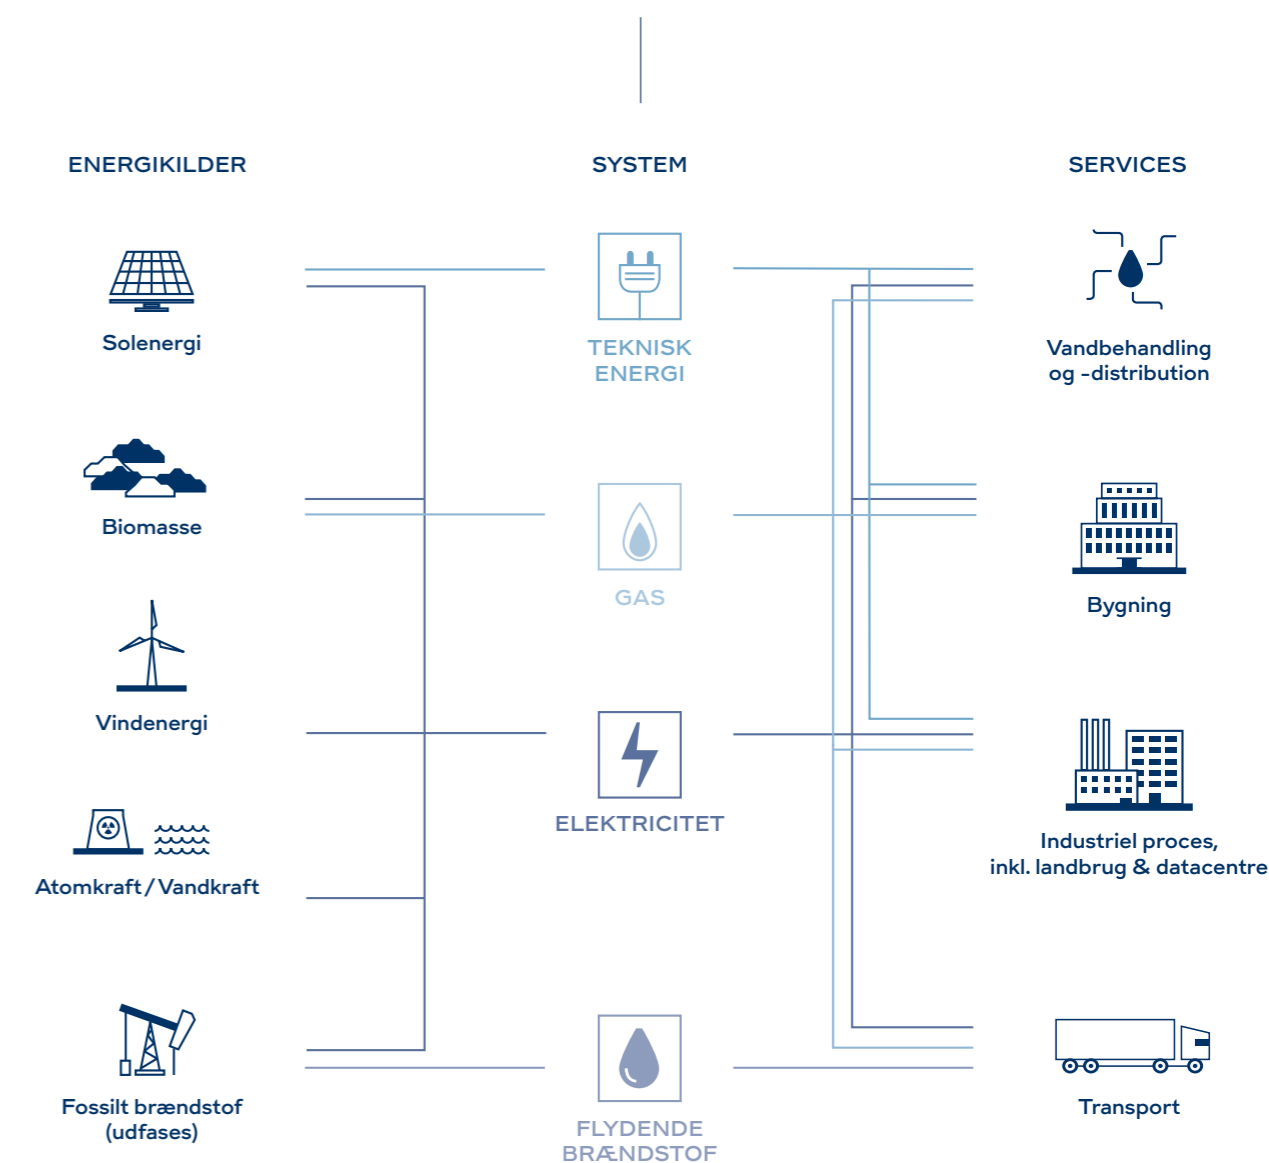 ENERGIKILDER
SYSTEM
SERVICES
Solenergi
Biomasse
Vindenergi
Atomkraft/Vandkraft
Fossilt brændstof
(udfases)
TEKNISK
ENERGI
GAS
ELEKTRICITET
FLYDENDE
BRÆNDSTOF
Vandbehandling
og -distribution
Bygning
Industriel proces,
inkl. landbrug & datacentre
Transport